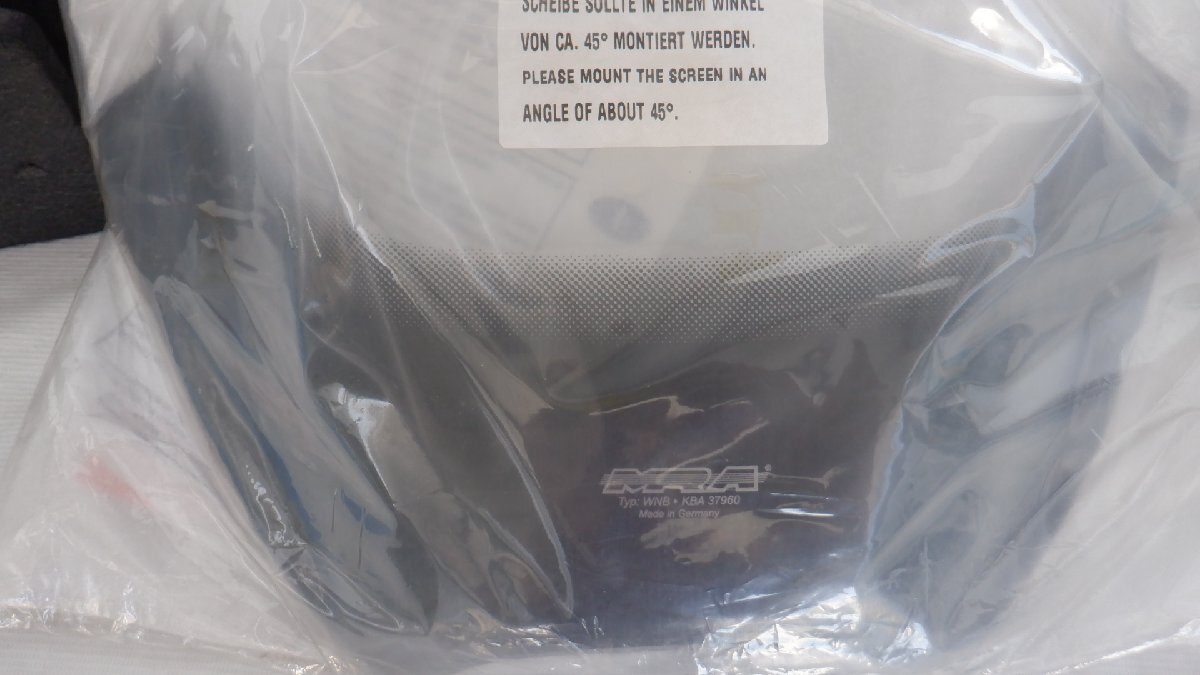 SCHEIBE SOLLTE IN EINEM WINKEL
VON CA. 45° MONTIERT WERDEN.
PLEASE MOUNT THE SCREEN IN AN
ANGLE OF ABOUT 45°.
MRA®
Typ: WNB • KBA 37960
Made in Germany